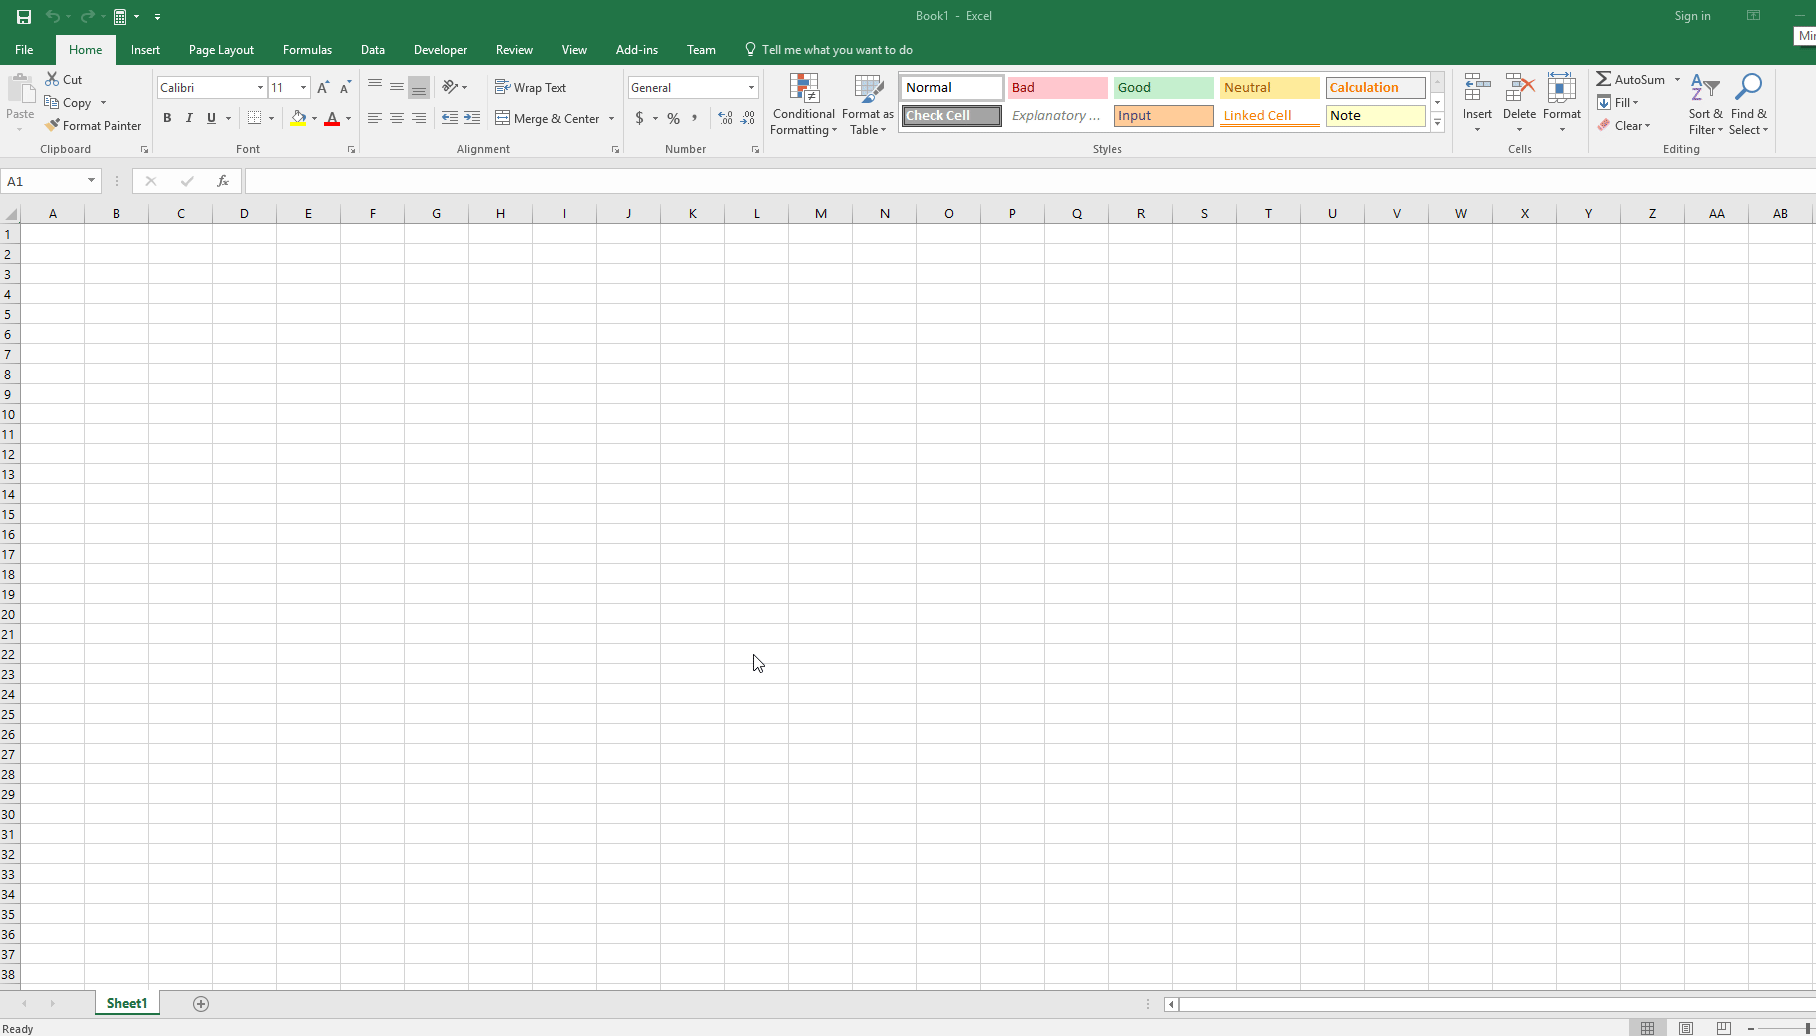 Book1 - Excel
Sign in
Min
File Home Insert Page Layout Formulas Data Developer Review View Add-ins Team Tell me what you want to do
Paste
Cut
Copy
Format Painter
Clipboard
Calibri 11
B I U
Font
Wrap Text
Merge & Center
Alignment
General
$ % ,
Number
Conditional Formatting
Format as Table
Normal Bad Good Neutral Calculation
Check Cell Explanatory ... Input Linked Cell Note
Styles
Insert Delete Format
Cells
AutoSum
Fill
Clear
Sort & Filter
Find & Select
Editing
A1
fx
A B C D E F G H I J K L M N O P Q R S T U V W X Y Z AA AB
1
2
3
4
5
6
7
8
9
10
11
12
13
14
15
16
17
18
19
20
21
22
23
24
25
26
27
28
29
30
31
32
33
34
35
36
37
38
Sheet1
Ready